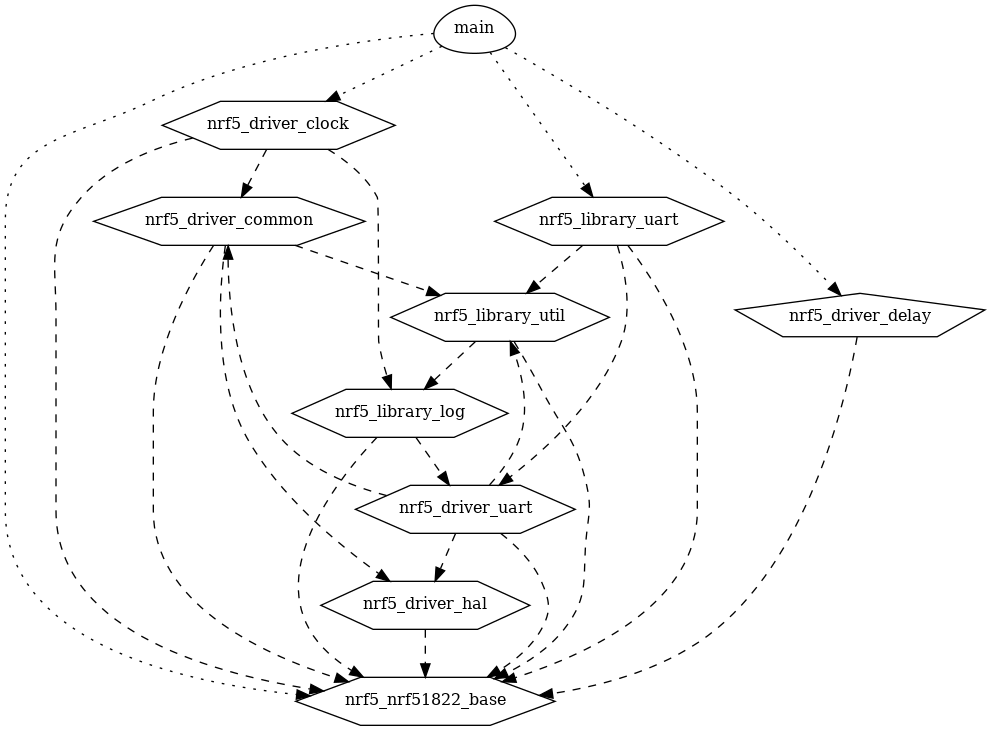 main
nrf5_driver_clock
nrf5_driver_common
nrf5_library_uart
nrf5_library_util
nrf5_driver_delay
nrf5_library_log
nrf5_driver_uart
nrf5_driver_hal
nrf5_nrf51822_base